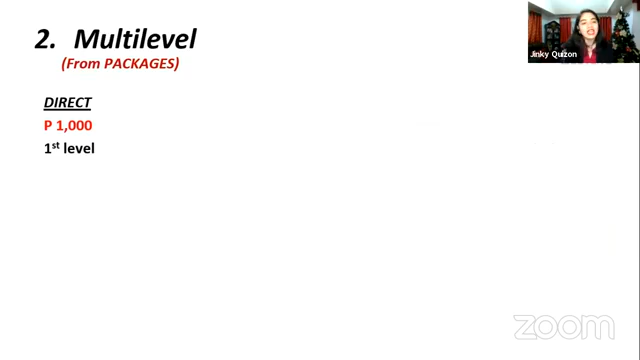 2. Multilevel
(From PACKAGES)
DIRECT
P 1,000
1st level
Jinky Quizon
zoom